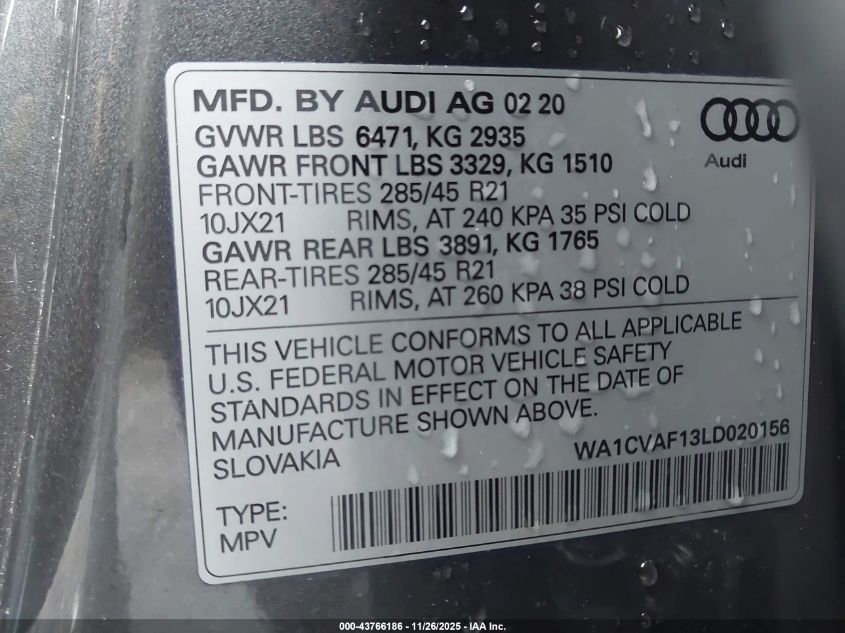 MFD. BY AUDI AG 02 20
GVWR LBS 6471, KG 2935
GAWR FRONT LBS 3329, KG 1510
FRONT-TIRES 285/45 R21
10JX21 RIMS, AT 240 KPA 35 PSI COLD
GAWR REAR LBS 3891, KG 1765
REAR-TIRES 285/45 R21
10JX21 RIMS, AT 260 KPA 38 PSI COLD
Audi
THIS VEHICLE CONFORMS TO ALL APPLICABLE
U.S. FEDERAL MOTOR VEHICLE SAFETY
STANDARDS IN EFFECT ON THE DATE OF
MANUFACTURE SHOWN ABOVE.
SLOVAKIA
WA1CVAF13LD020156
TYPE:
MPV
000-43766186 - 11/26/2025 - IAA, Inc.